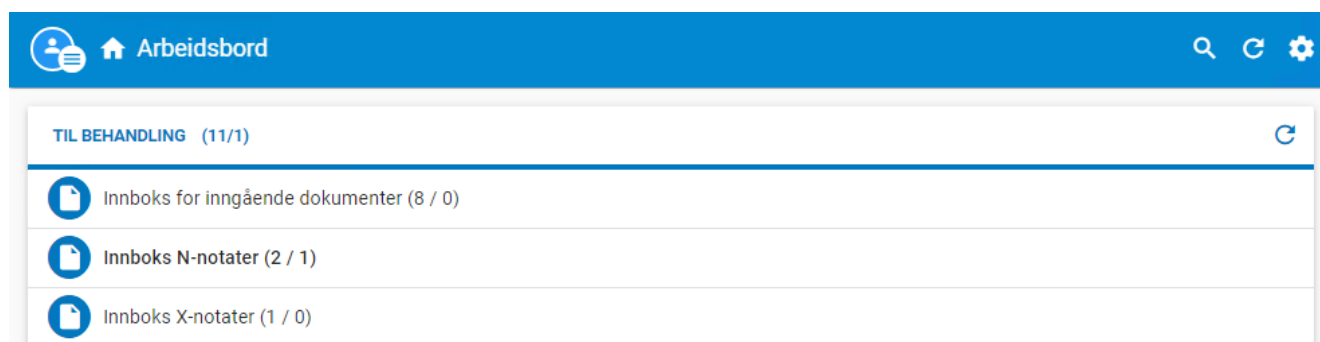 Arbeidsbord
TIL BEHANDLING (11/1)
Innboks for inngående dokumenter (8 / 0)
Innboks N-notater (2 / 1)
Innboks X-notater (1 / 0)